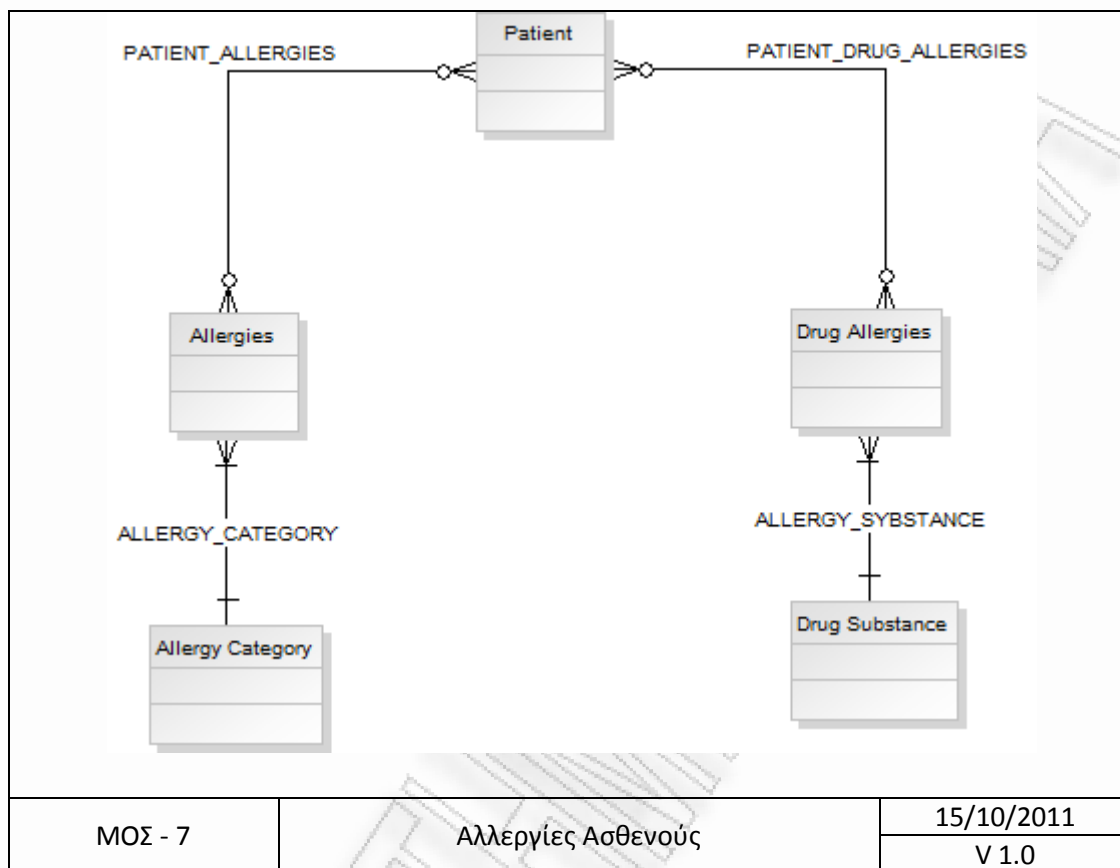 Patient
PATIENT_ALLERGIES
PATIENT_DRUG_ALLERGIES
Allergies
Drug Allergies
ALLERGY_CATEGORY
ALLERGY_SYBSTANCE
Allergy Category
Drug Substance
ΜΟΣ - 7
Αλλεργίες Ασθενούς
15/10/2011
V 1.0